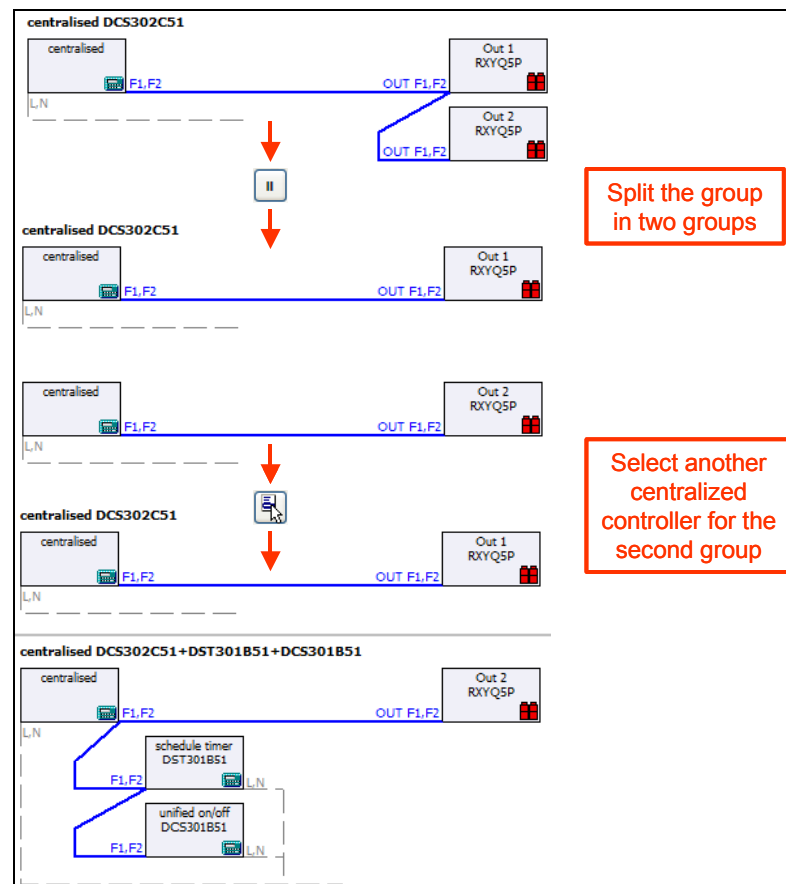 centralised DCS302C51
centralised
F1,F2
L,N
OUT F1,F2
Out 1
RXYQ5P
OUT F1,F2
Out 2
RXYQ5P
Split the group
in two groups
centralised DCS302C51
centralised
F1,F2
L,N
OUT F1,F2
Out 1
RXYQ5P
centralised
F1,F2
L,N
OUT F1,F2
Out 2
RXYQ5P
Select another
centralized
controller for the
second group
centralised DCS302C51
centralised
F1,F2
L,N
OUT F1,F2
Out 1
RXYQ5P
centralised DCS302C51+DST301B51+DCS301B51
centralised
F1,F2
L,N
OUT F1,F2
Out 2
RXYQ5P
schedule timer
DST301B51
F1,F2
L,N
unified on/off
DCS301B51
F1,F2
L,N